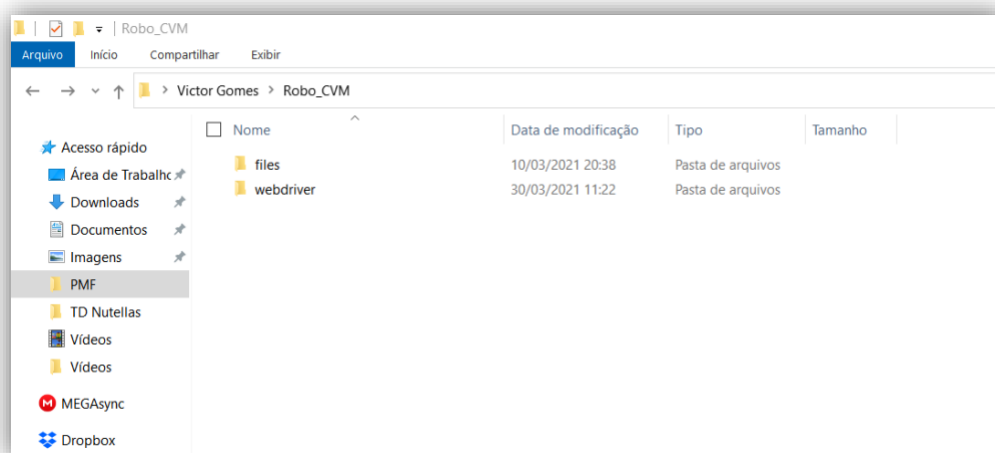 Robo_CVM
Arquivo Início Compartilhar Exibir
Victor Gomes > Robo_CVM
Nome Data de modificação Tipo Tamanho
files 10/03/2021 20:38 Pasta de arquivos
webdriver 30/03/2021 11:22 Pasta de arquivos
Acesso rápido
Área de Trabalhc
Downloads
Documentos
Imagens
PMF
TD Nutellas
Vídeos
Vídeos
MEGAsync
Dropbox